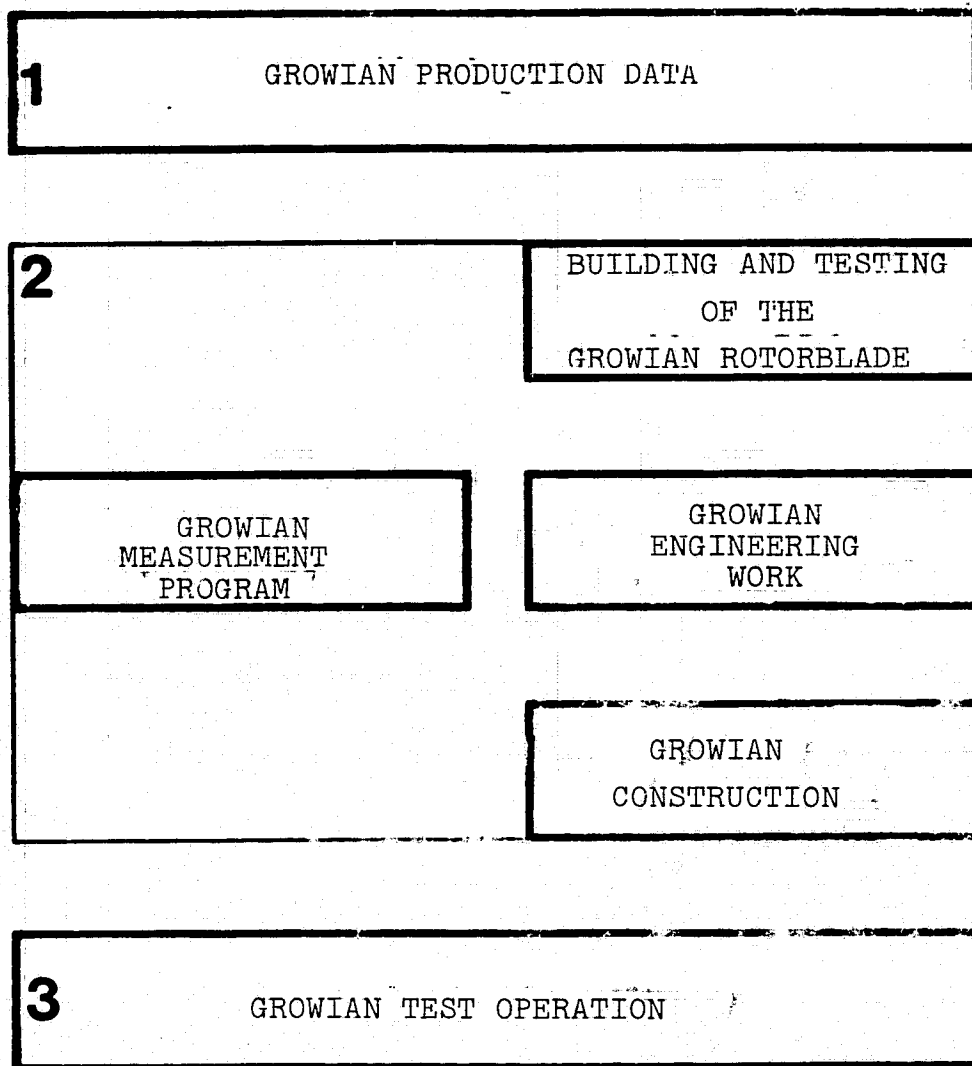 1
GROWIAN PRODUCTION DATA
2
BUILDING AND TESTING
OF THE
GROWIAN ROTORBLADE
GROWIAN
MEASUREMENT
PROGRAM
GROWIAN
ENGINEERING
WORK
GROWIAN
CONSTRUCTION
3
GROWIAN TEST OPERATION